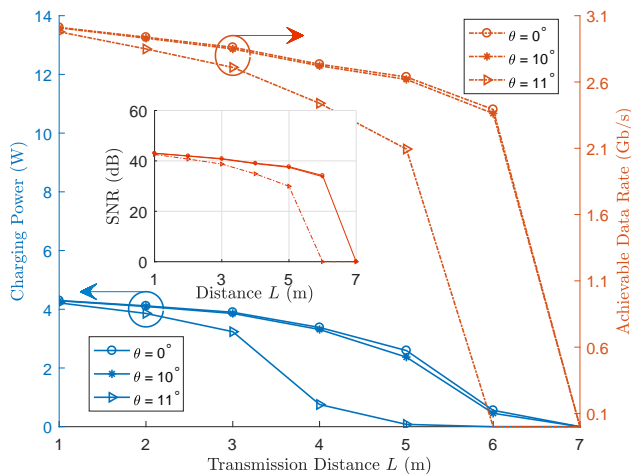 14
12
10
8
6
4
2
0
Charging Power (W)
3.1
2.6
2.1
1.6
1.1
0.6
0.1
Achievable Data Rate (Gb/s)
θ = 0°
θ = 10°
θ = 11°
60
40
20
0
SNR (dB)
1 3 5 7
Distance L (m)
θ = 0°
θ = 10°
θ = 11°
1 2 3 4 5 6 7
Transmission Distance L (m)